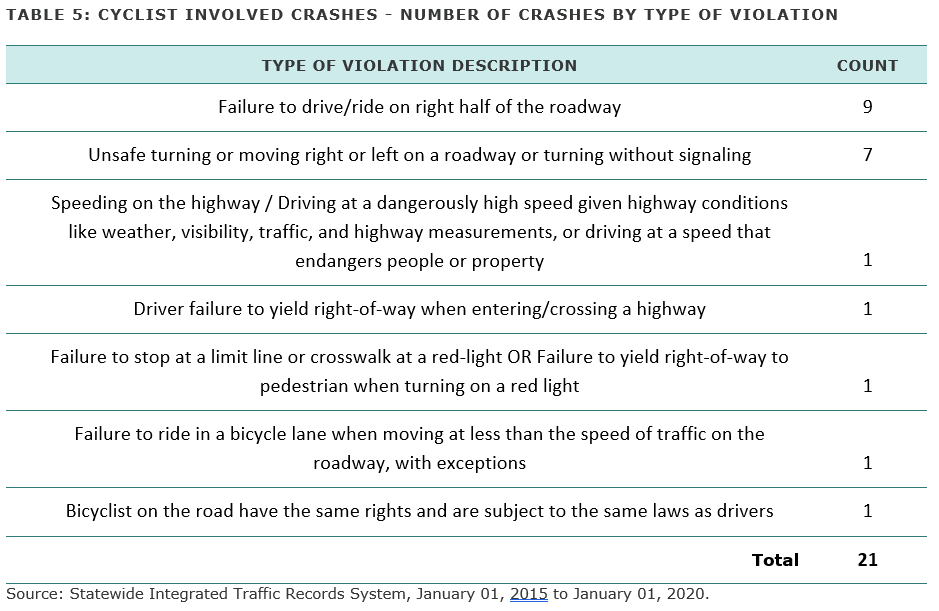 TABLE 5: CYCLIST INVOLVED CRASHES - NUMBER OF CRASHES BY TYPE OF VIOLATION
TYPE OF VIOLATION DESCRIPTION COUNT
Failure to drive/ride on right half of the roadway 9
Unsafe turning or moving right or left on a roadway or turning without signaling 7
Speeding on the highway / Driving at a dangerously high speed given highway conditions
like weather, visibility, traffic, and highway measurements, or driving at a speed that
endangers people or property 1
Driver failure to yield right-of-way when entering/crossing a highway 1
Failure to stop at a limit line or crosswalk at a red-light OR Failure to yield right-of-way to
pedestrian when turning on a red light 1
Failure to ride in a bicycle lane when moving at less than the speed of traffic on the
roadway, with exceptions 1
Bicyclist on the road have the same rights and are subject to the same laws as drivers 1
Total 21
Source: Statewide Integrated Traffic Records System, January 01, 2015 to January 01, 2020.